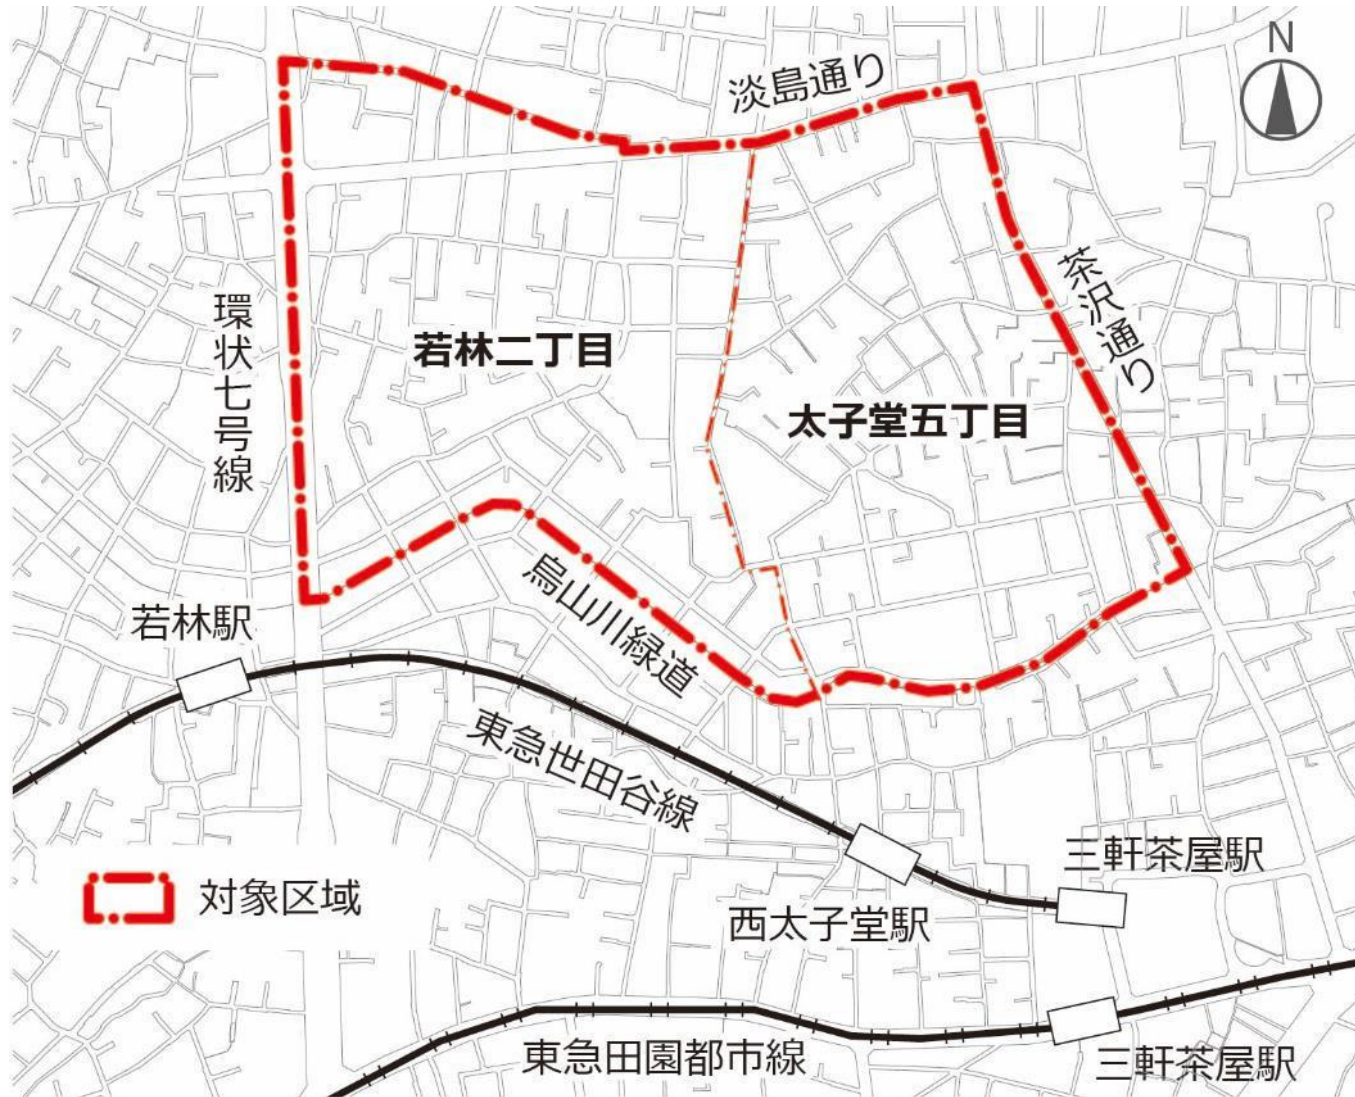 N
淡島通り
茶沢通り
環状七号線
若林二丁目
太子堂五丁目
烏山川緑道
若林駅
東急世田谷線
三軒茶屋駅
対象区域
西太子堂駅
東急田園都市線
三軒茶屋駅